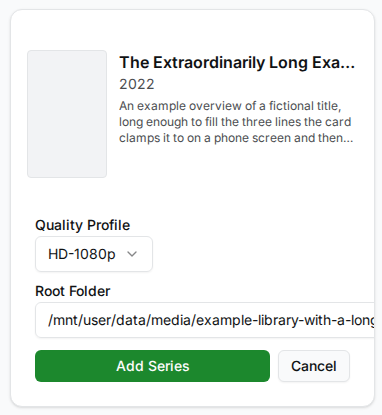 The Extraordinarily Long Exa...
2022
An example overview of a fictional title,
long enough to fill the three lines the card
clamps it to on a phone screen and then...
Quality Profile
HD-1080p
Root Folder
/mnt/user/data/media/example-library-with-a-long
Add Series
Cancel